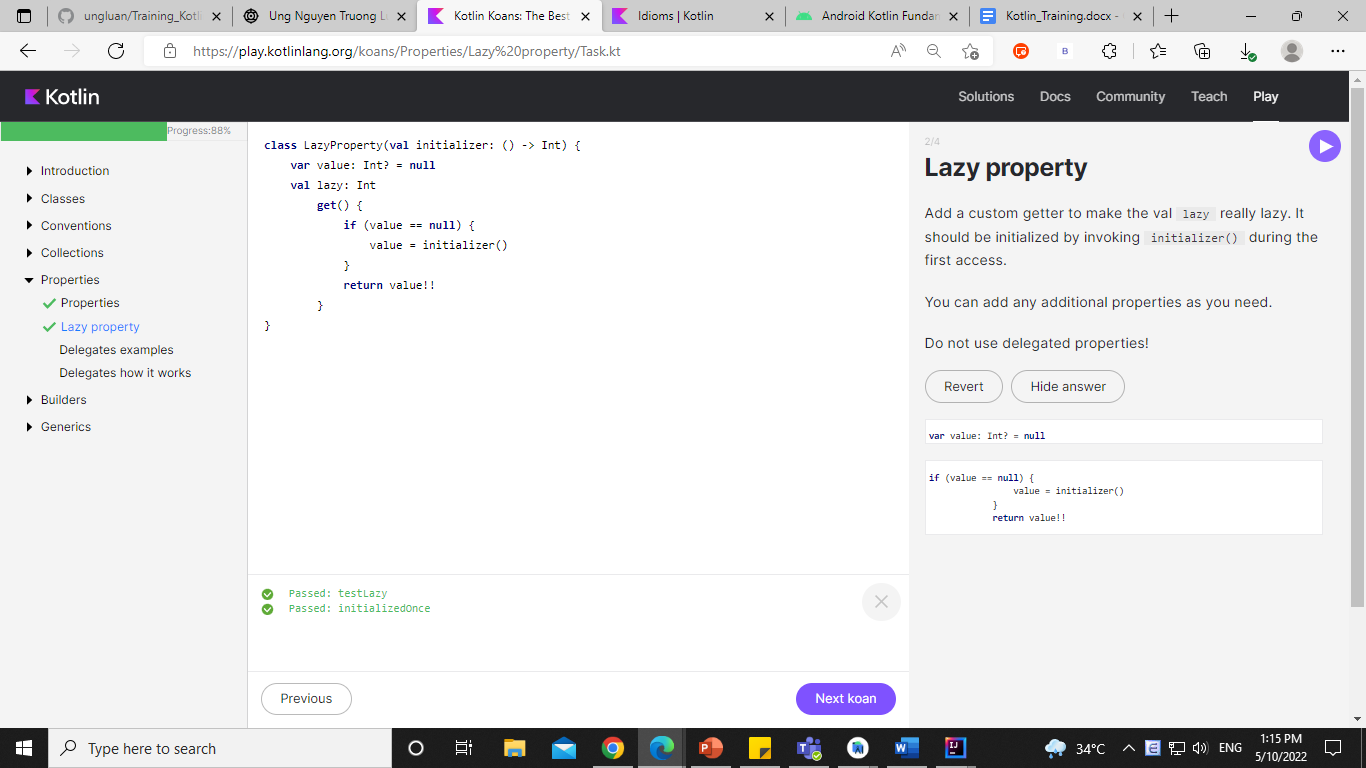 ungluan/Training_Kotl
Ung Nguyen Truong L
Kotlin Koans: The Best
Idioms | Kotlin
Android Kotlin Fundam
Kotlin_Training.docx -
https://play.kotlinlang.org/koans/Properties/Lazy%20property/Task.kt
Kotlin
Solutions
Docs
Community
Teach
Play
Progress:88%
Introduction
Classes
Conventions
Collections
Properties
Properties
Lazy property
Delegates examples
Delegates how it works
Builders
Generics
class LazyProperty(val initializer: () -> Int) {
    var value: Int? = null
    val lazy: Int
        get() {
            if (value == null) {
                value = initializer()
            }
            return value!!
        }
}
Passed: testLazy
Passed: initializedOnce
Previous
Next koan
2/4
Lazy property
Add a custom getter to make the val lazy really lazy. It
should be initialized by invoking initializer() during the
first access.
You can add any additional properties as you need.
Do not use delegated properties!
Revert
Hide answer
var value: Int? = null
if (value == null) {
                value = initializer()
            }
            return value!!
Type here to search
34°C
ENG
1:15 PM
5/10/2022